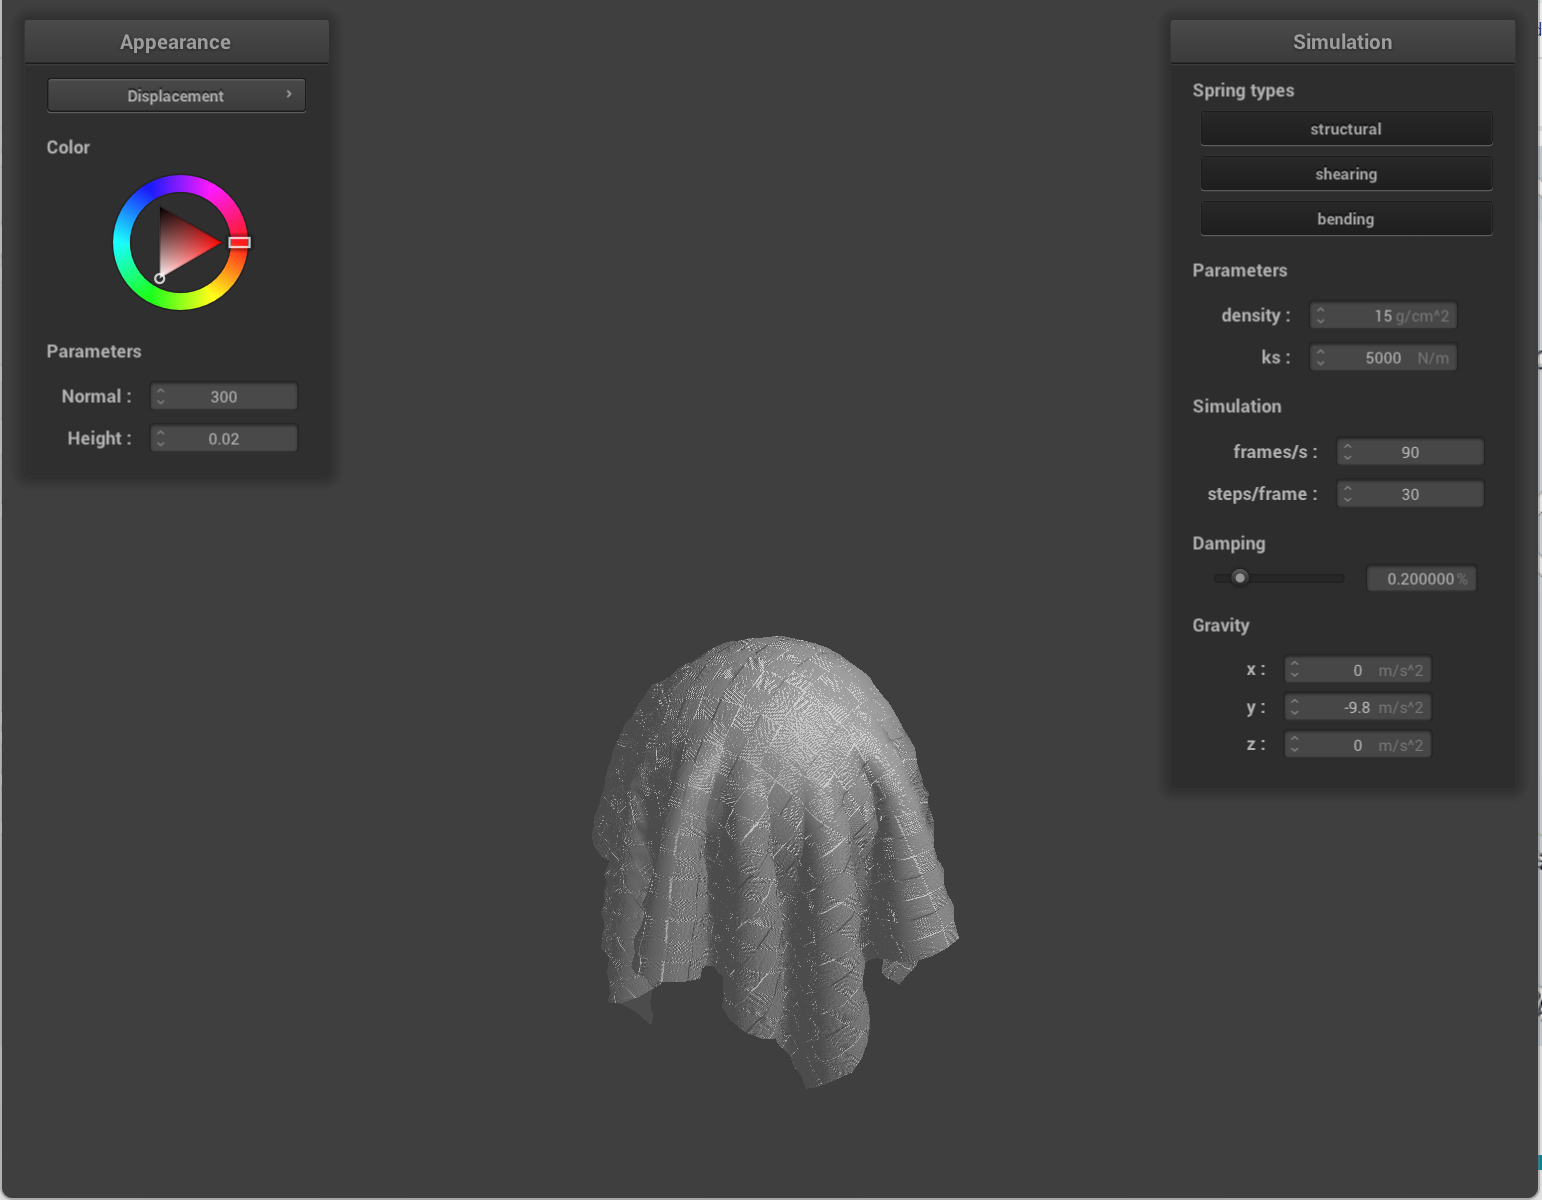 Appearance
Displacement
Color
Parameters
Normal : 300
Height : 0.02
Simulation
Spring types
structural
shearing
bending
Parameters
density : 15 g/cm^2
ks : 5000 N/m
Simulation
frames/s : 90
steps/frame : 30
Damping
0.200000 %
Gravity
x : 0 m/s^2
y : -9.8 m/s^2
z : 0 m/s^2